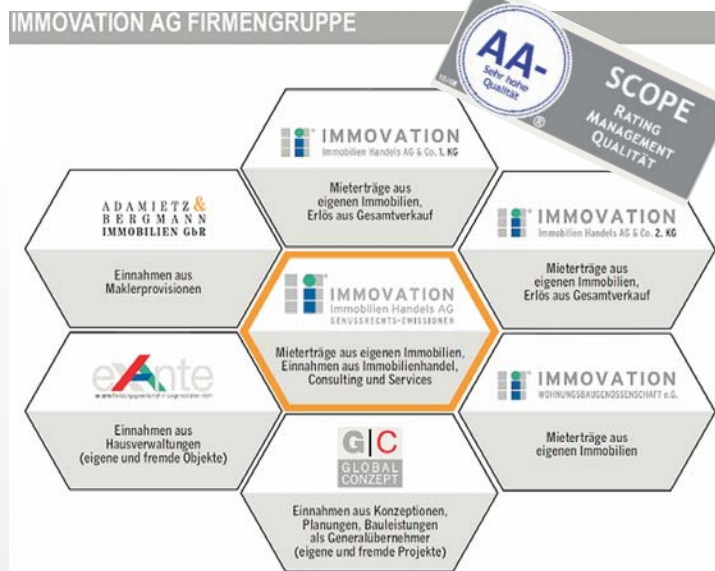 IMMOVATION AG FIRMENGRUPPE
AA-
Sehr hohe
Qualität
10/08
®
SCOPE
RATING
MANAGEMENT
QUALITÄT
IMMOVATION
Immobilien Handels AG & Co. 1. KG
Mieterträge aus
eigenen Immobilien,
Erlös aus Gesamtverkauf
ADAMIETZ &
BERGMANN
IMMOBILIEN GbR
Einnahmen aus
Maklerprovisionen
IMMOVATION
Immobilien Handels AG & Co. 2. KG
Mieterträge aus
eigenen Immobilien,
Erlös aus Gesamtverkauf
IMMOVATION
Immobilien Handels AG
GENUSSRECHTS-EMISSIONEN
Mieterträge aus eigenen Immobilien,
Einnahmen aus Immobilienhandel,
Consulting und Services
exAnte
Einnahmen aus
Hausverwaltungen
(eigene und fremde Objekte)
IMMOVATION
WOHNUNGSBAUGENOSSENSCHAFT e.G.
Mieterträge aus
eigenen Immobilien
G|C
GLOBAL
CONZEPT
Einnahmen aus Konzeptionen,
Planungen, Bauleistungen
als Generalübernehmer
(eigene und fremde Projekte)